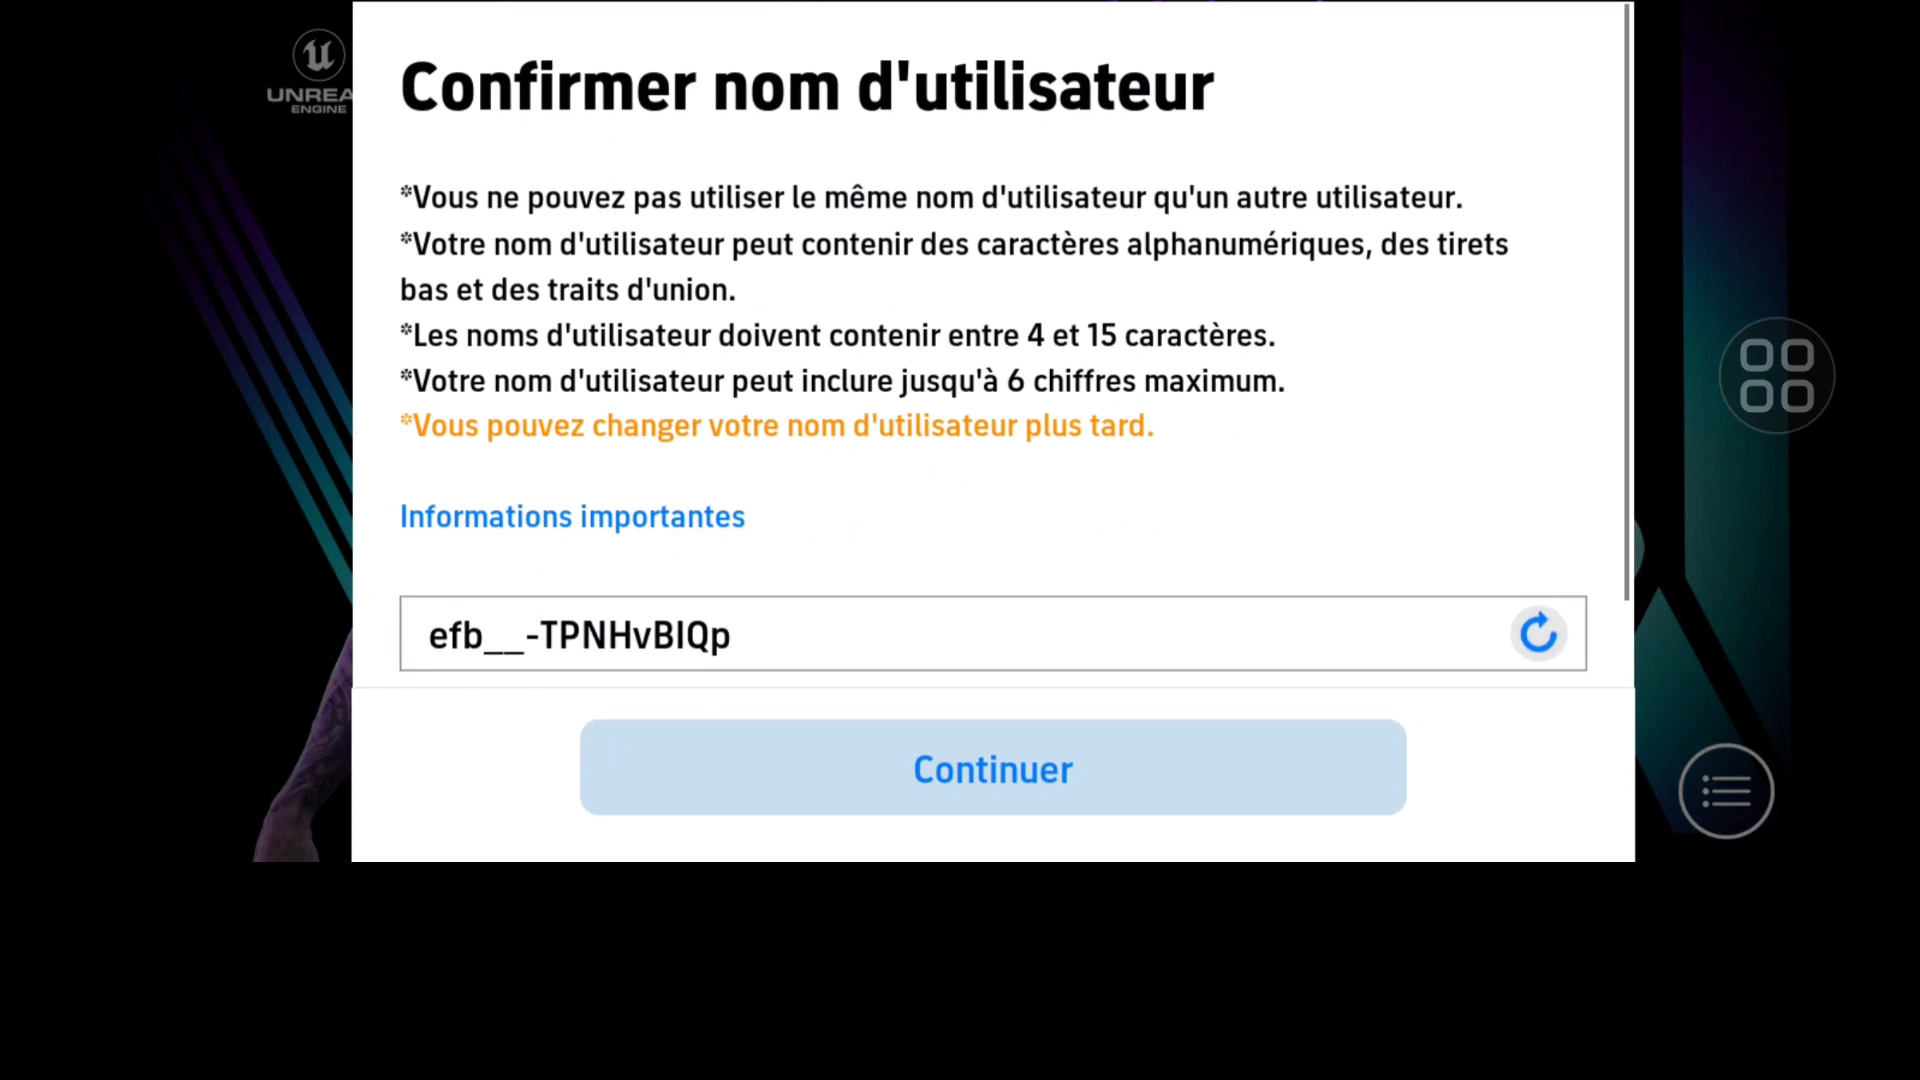 UNREA
ENGINE
Confirmer nom d'utilisateur
*Vous ne pouvez pas utiliser le même nom d'utilisateur qu'un autre utilisateur.
*Votre nom d'utilisateur peut contenir des caractères alphanumériques, des tirets
bas et des traits d'union.
*Les noms d'utilisateur doivent contenir entre 4 et 15 caractères.
*Votre nom d'utilisateur peut inclure jusqu'à 6 chiffres maximum.
*Vous pouvez changer votre nom d'utilisateur plus tard.
Informations importantes
efb__-TPNHvBIQp
Continuer